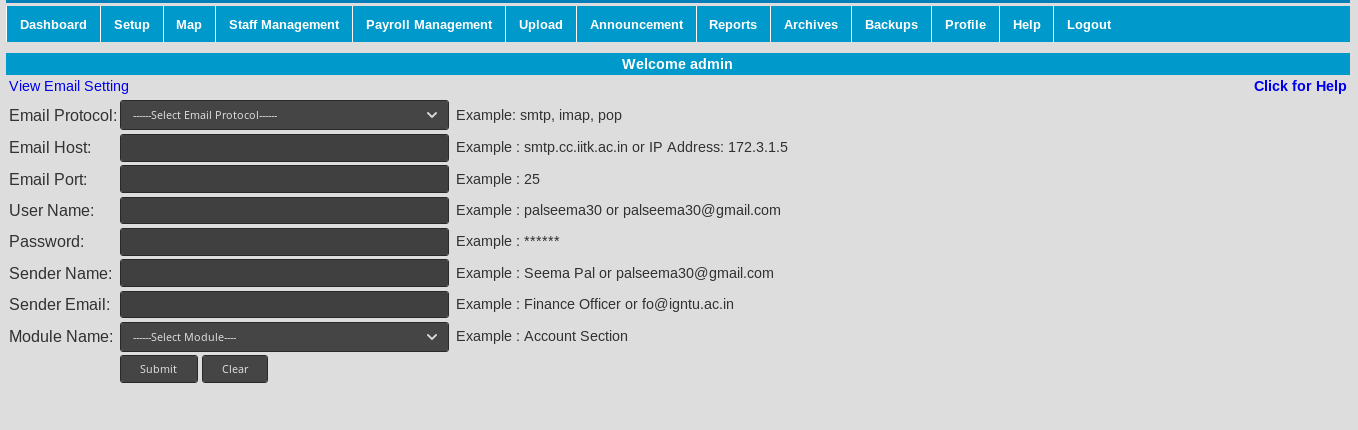 Dashboard Setup Map Staff Management Payroll Management Upload Announcement Reports Archives Backups Profile Help Logout
Welcome admin
View Email Setting Click for Help
Email Protocol: ------Select Email Protocol------ Example: smtp, imap, pop
Email Host: Example : smtp.cc.iitk.ac.in or IP Address: 172.3.1.5
Email Port: Example : 25
User Name: Example : palseema30 or palseema30@gmail.com
Password: Example : ******
Sender Name: Example : Seema Pal or palseema30@gmail.com
Sender Email: Example : Finance Officer or fo@igntu.ac.in
Module Name: ------Select Module---- Example : Account Section
Submit Clear